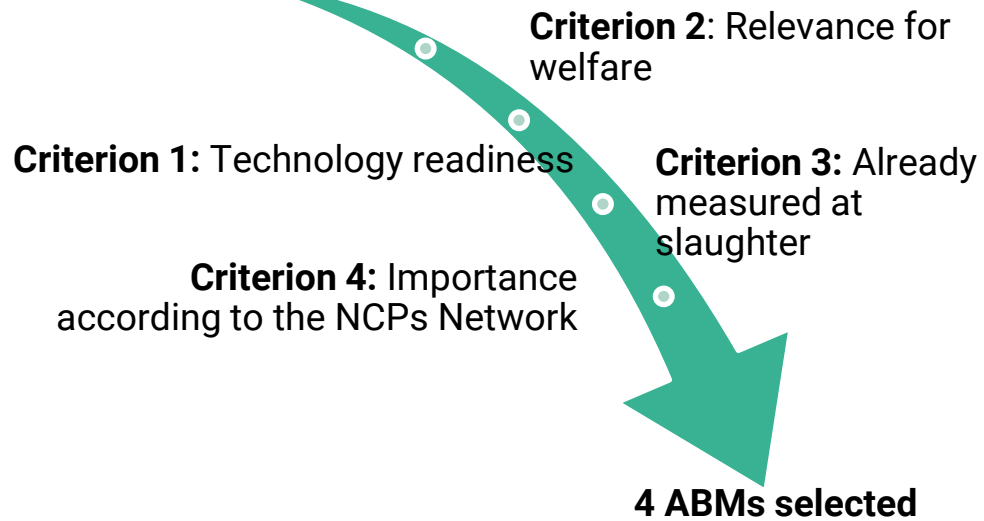 Criterion 2: Relevance for
welfare
Criterion 1: Technology readiness
Criterion 3: Already
measured at
slaughter
Criterion 4: Importance
according to the NCPs Network
4 ABMs selected